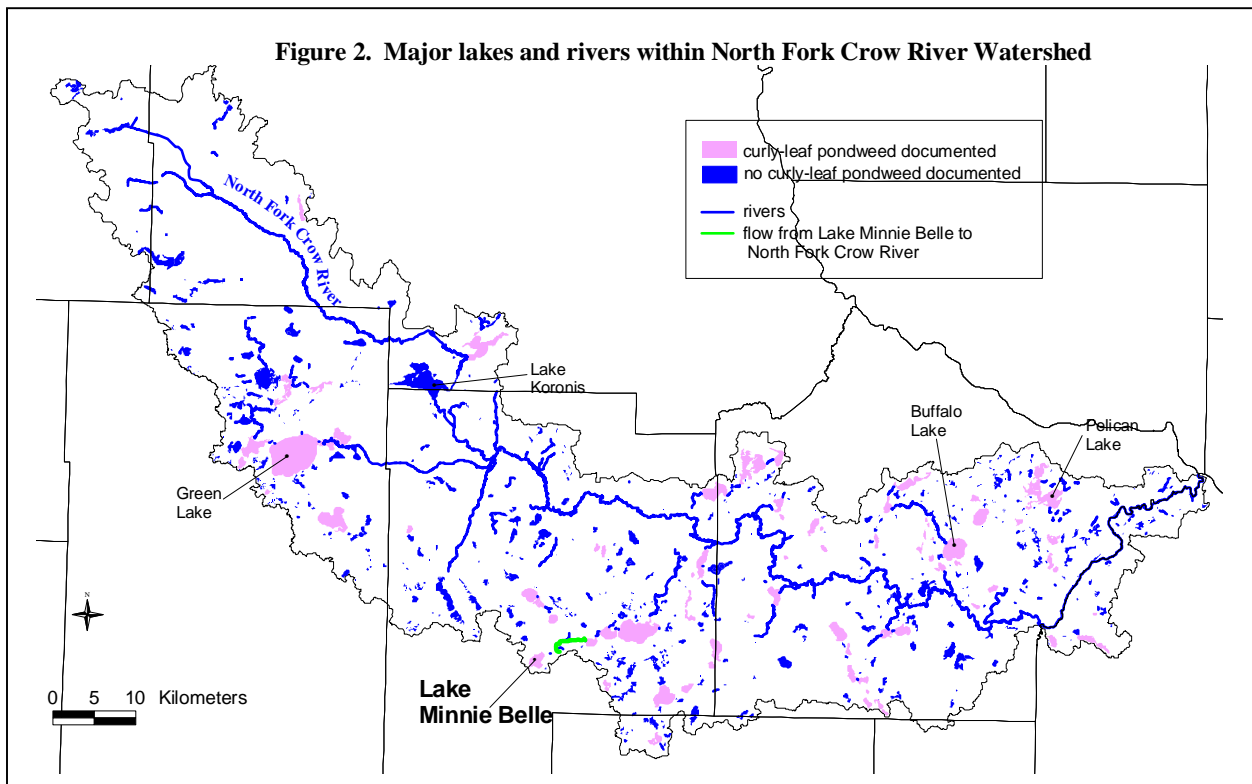 Figure 2.  Major lakes and rivers within North Fork Crow River Watershed
curly-leaf pondweed documented
no curly-leaf pondweed documented
rivers
flow from Lake Minnie Belle to
North Fork Crow River
North Fork Crow River
Lake
Koronis
Buffalo
Lake
Pelican
Lake
Green
Lake
N
Lake
Minnie Belle
0 5 10 Kilometers